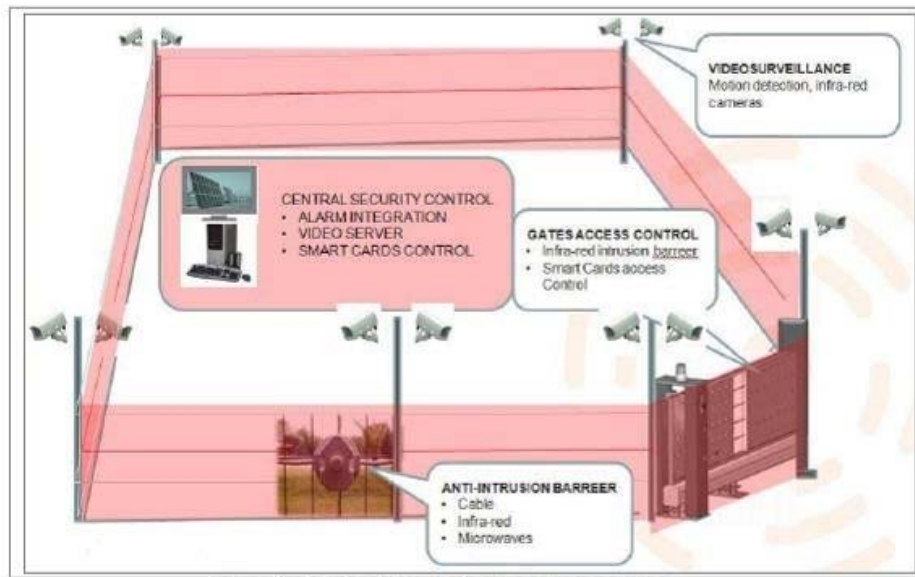 VIDEOSURVEILLANCE
Motion detection, infra-red
cameras
CENTRAL SECURITY CONTROL
• ALARM INTEGRATION
• VIDEO SERVER
• SMART CARDS CONTROL
GATES ACCESS CONTROL
• Infra-red intrusion barreer
• Smart Cards access
Control
ANTI-INTRUSION BARREER
• Cable
• Infra-red
• Microwaves